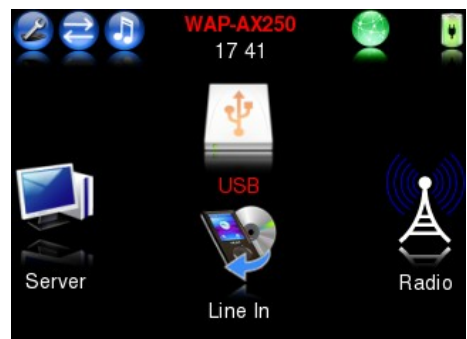 WAP-AX250
17 41
USB
Server
Radio
Line In